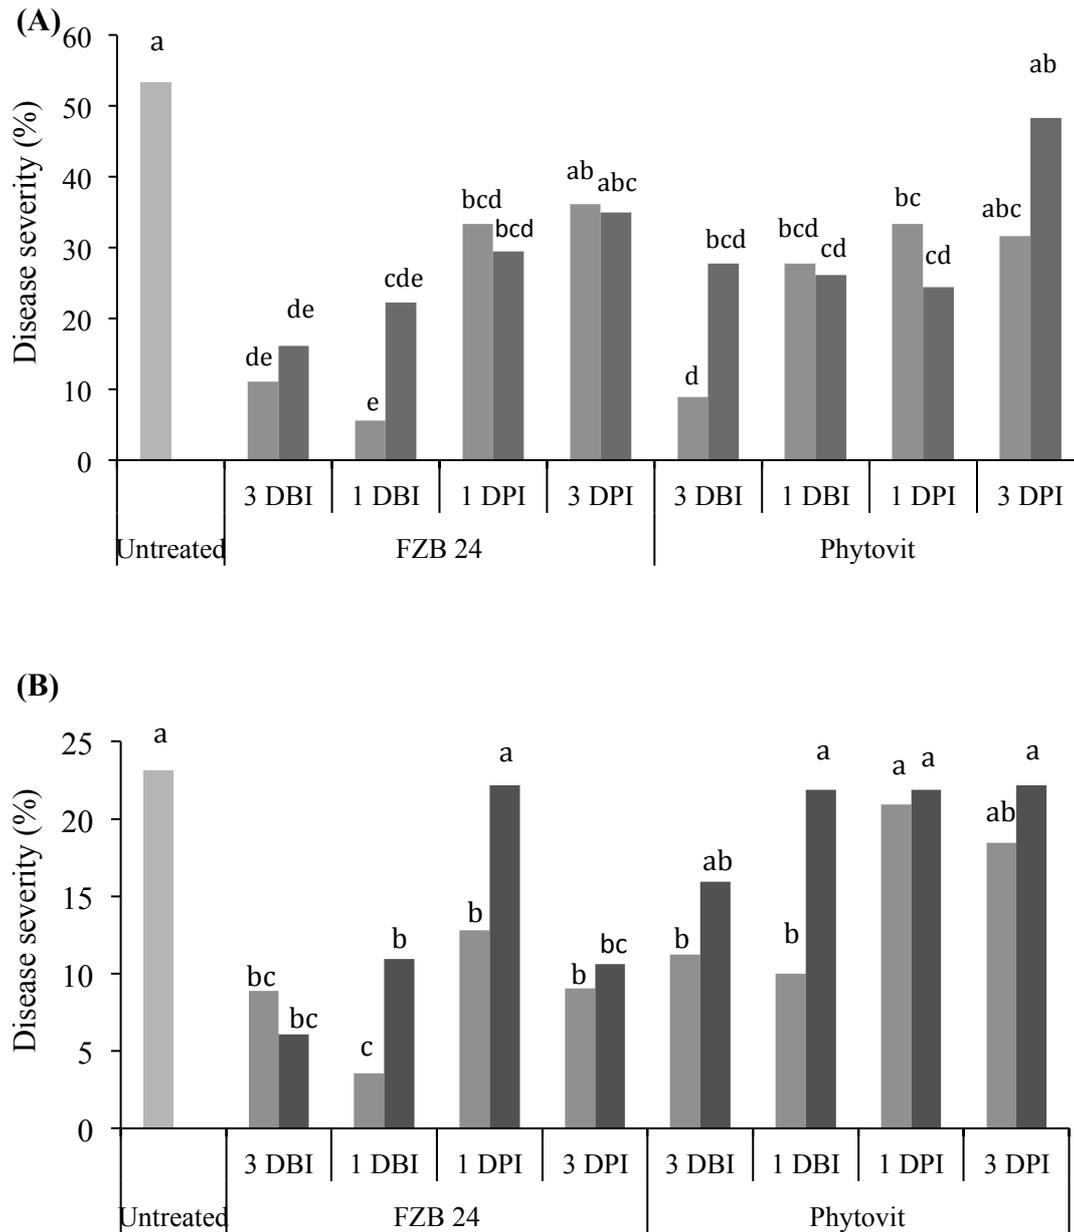 (A)
60
50
40
30
20
10
0
Disease severity (%)
a
de
de
e
cde
bcd
bcd
ab
abc
d
bcd
bcd
cd
bc
cd
abc
ab
3 DBI 1 DBI 1 DPI 3 DPI 3 DBI 1 DBI 1 DPI 3 DPI
Untreated FZB 24 Phytovit
(B)
25
20
15
10
5
0
Disease severity (%)
a
bc
bc
c
b
b
a
b
bc
b
ab
b
a
a
a
ab
a
3 DBI 1 DBI 1 DPI 3 DPI 3 DBI 1 DBI 1 DPI 3 DPI
Untreated FZB 24 Phytovit